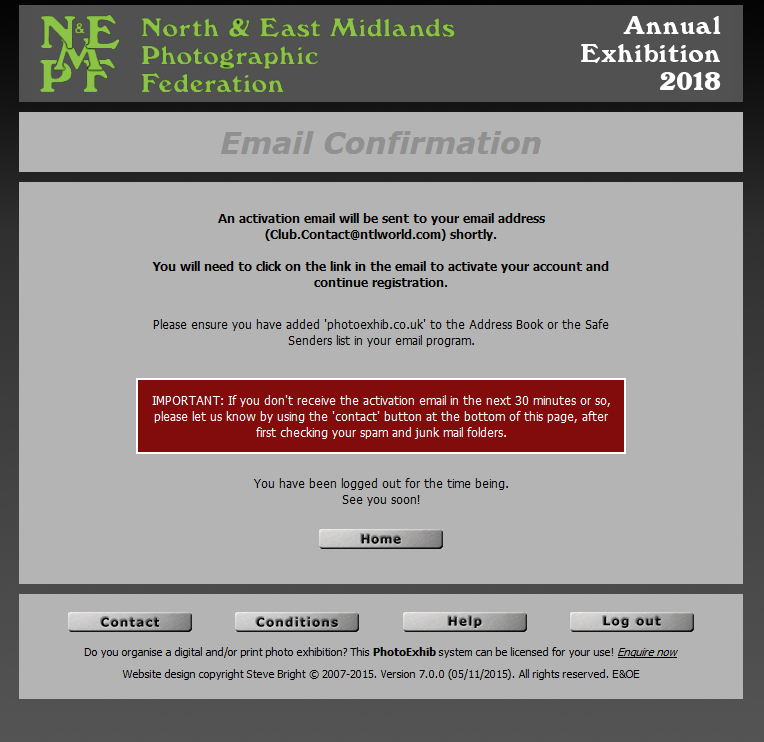 N&E
M
PF
North & East Midlands
Photographic
Federation
Annual
Exhibition
2018
Email Confirmation
An activation email will be sent to your email address
(Club.Contact@ntlworld.com) shortly.
You will need to click on the link in the email to activate your account and
continue registration.
Please ensure you have added 'photoexhib.co.uk' to the Address Book or the Safe
Senders list in your email program.
IMPORTANT: If you don't receive the activation email in the next 30 minutes or so,
please let us know by using the 'contact' button at the bottom of this page, after
first checking your spam and junk mail folders.
You have been logged out for the time being.
See you soon!
Home
Contact
Conditions
Help
Log out
Do you organise a digital and/or print photo exhibition? This PhotoExhib system can be licensed for your use! Enquire now
Website design copyright Steve Bright © 2007-2015. Version 7.0.0 (05/11/2015). All rights reserved. E&OE